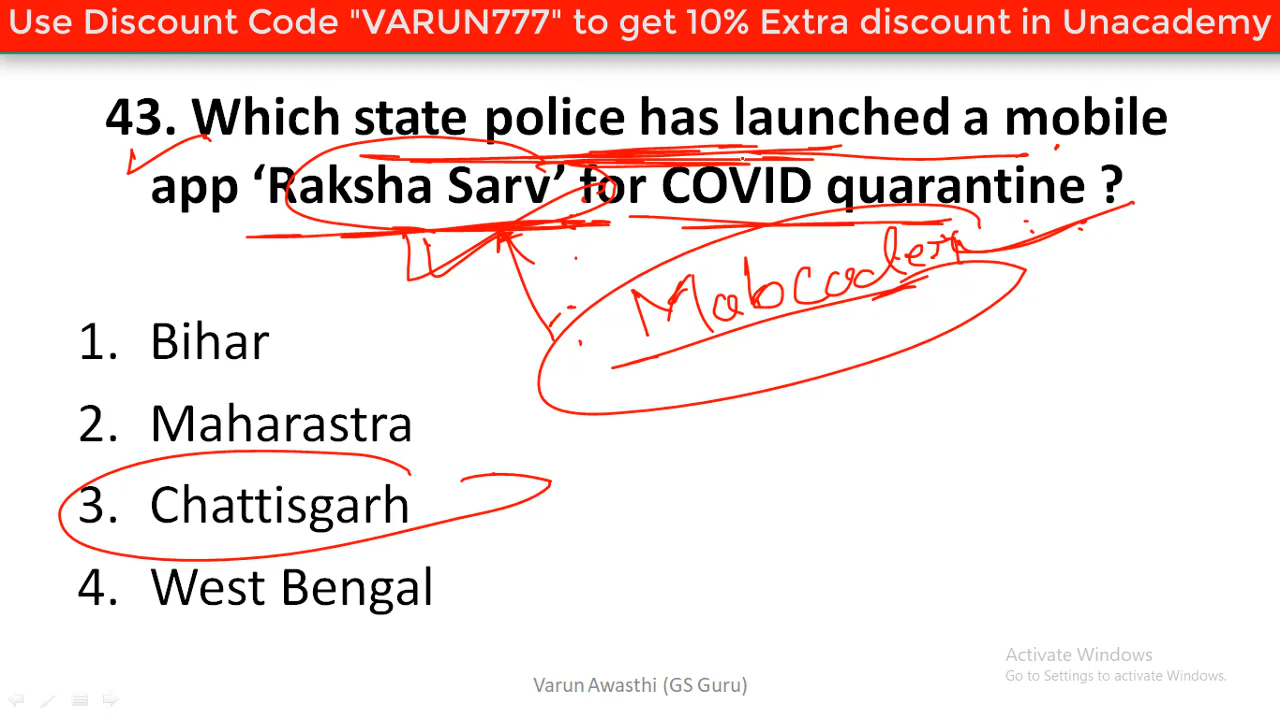 Use Discount Code "VARUN777" to get 10% Extra discount in Unacademy
43. Which state police has launched a mobile
app ‘Raksha Sarv’ for COVID quarantine ?
Mobcoder
1. Bihar
2. Maharastra
3. Chattisgarh
4. West Bengal
Activate Windows
Go to Settings to activate Windows.
Varun Awasthi (GS Guru)